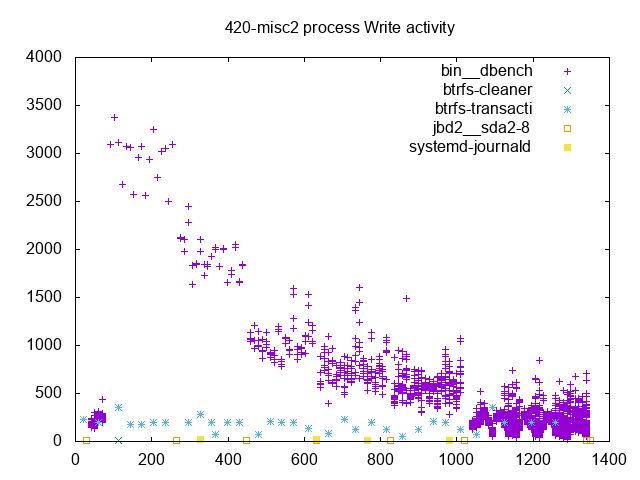 420-misc2 process Write activity
4000
3500
3000
2500
2000
1500
1000
500
0
bin__dbench
btrfs-cleaner
btrfs-transacti
jbd2__sda2-8
systemd-journald
0 200 400 600 800 1000 1200 1400